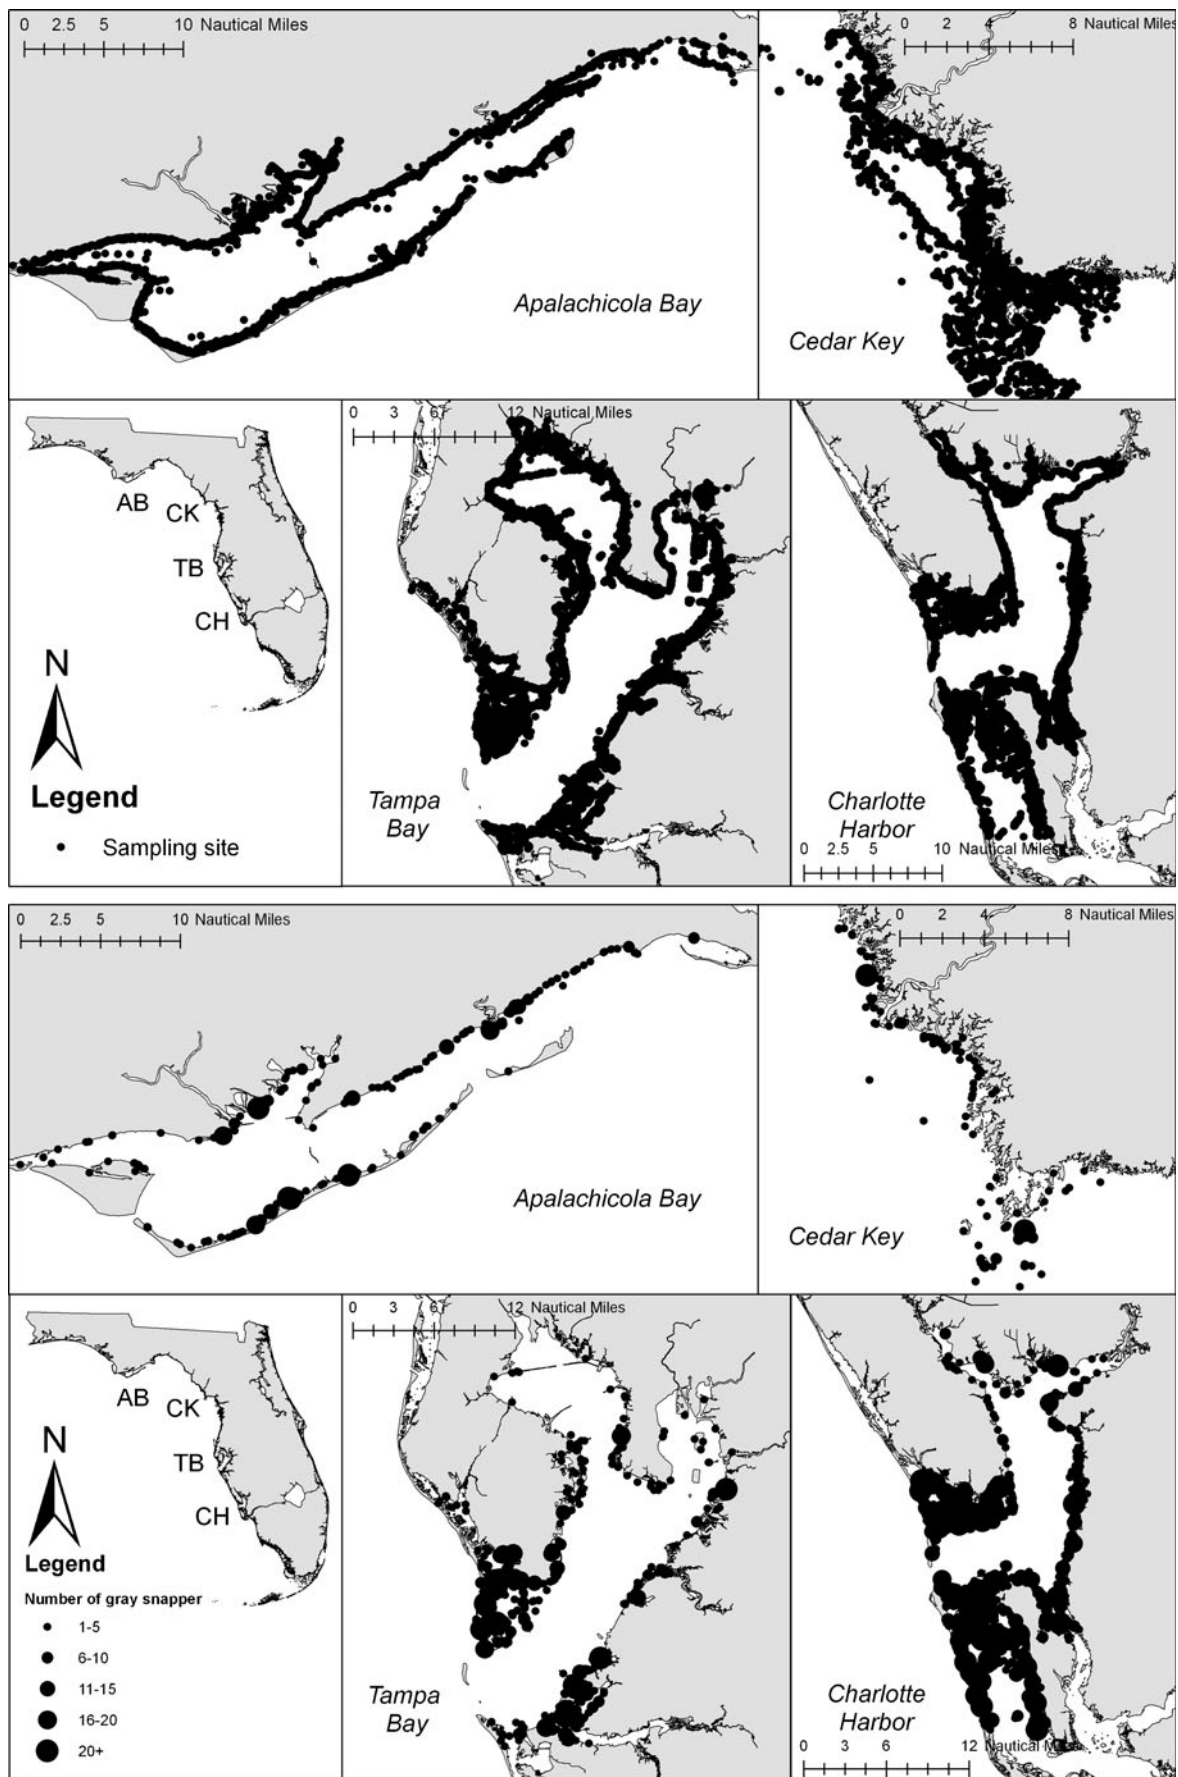 0 2.5 5 10 Nautical Miles
Apalachicola Bay
0 2 4 8 Nautical Miles
Cedar Key
AB
CK
TB
CH
N
Legend
Sampling site
0 3 6 12 Nautical Miles
Tampa
Bay
Charlotte
Harbor
0 2.5 5 10 Nautical Miles
0 2.5 5 10 Nautical Miles
Apalachicola Bay
0 2 4 8 Nautical Miles
Cedar Key
AB
CK
TB
CH
N
Legend
Number of gray snapper
1-5
6-10
11-15
16-20
20+
0 3 6 12 Nautical Miles
Tampa
Bay
Charlotte
Harbor
0 3 6 12 Nautical Miles